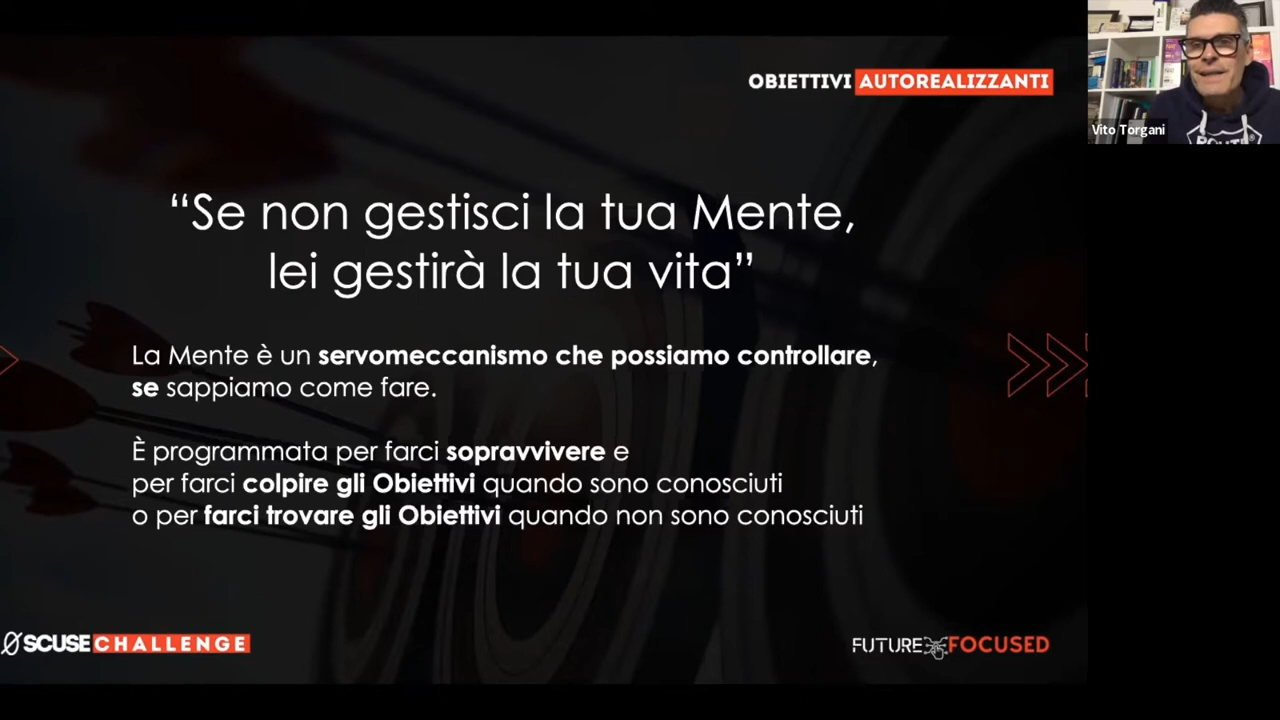 OBIETTIVI AUTOREALIZZANTI
Vito Torgani
“Se non gestisci la tua Mente,
lei gestirà la tua vita”
La Mente è un servomeccanismo che possiamo controllare,
se sappiamo come fare.
È programmata per farci sopravvivere e
per farci colpire gli Obiettivi quando sono conosciuti
o per farci trovare gli Obiettivi quando non sono conosciuti
ØSCUSE CHALLENGE
FUTURE FOCUSED